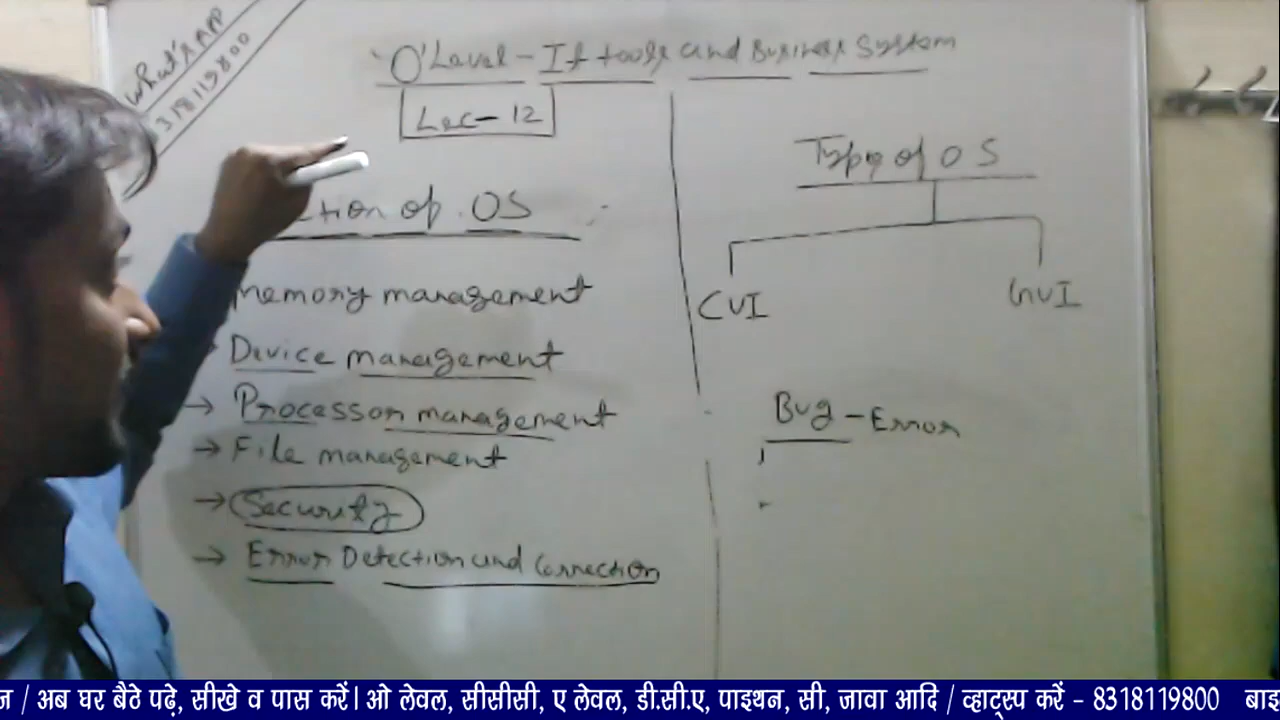 What's APP
8318119800
O'Level - It tools and Business System
Lec - 12
ction of OS
Memory management
Device management
→ Processor management
→ File management
→ Security
→ Error Detection and Correction
Type of OS
CUI
GUI
Bug - Error
ज / अब घर बैठे पढ़े, सीखे व पास करें। ओ लेवल, सीसीसी, ए लेवल, डी.सी.ए, पाइथन, सी, जावा आदि / व्हाट्स्प करें - 8318119800 बाइ